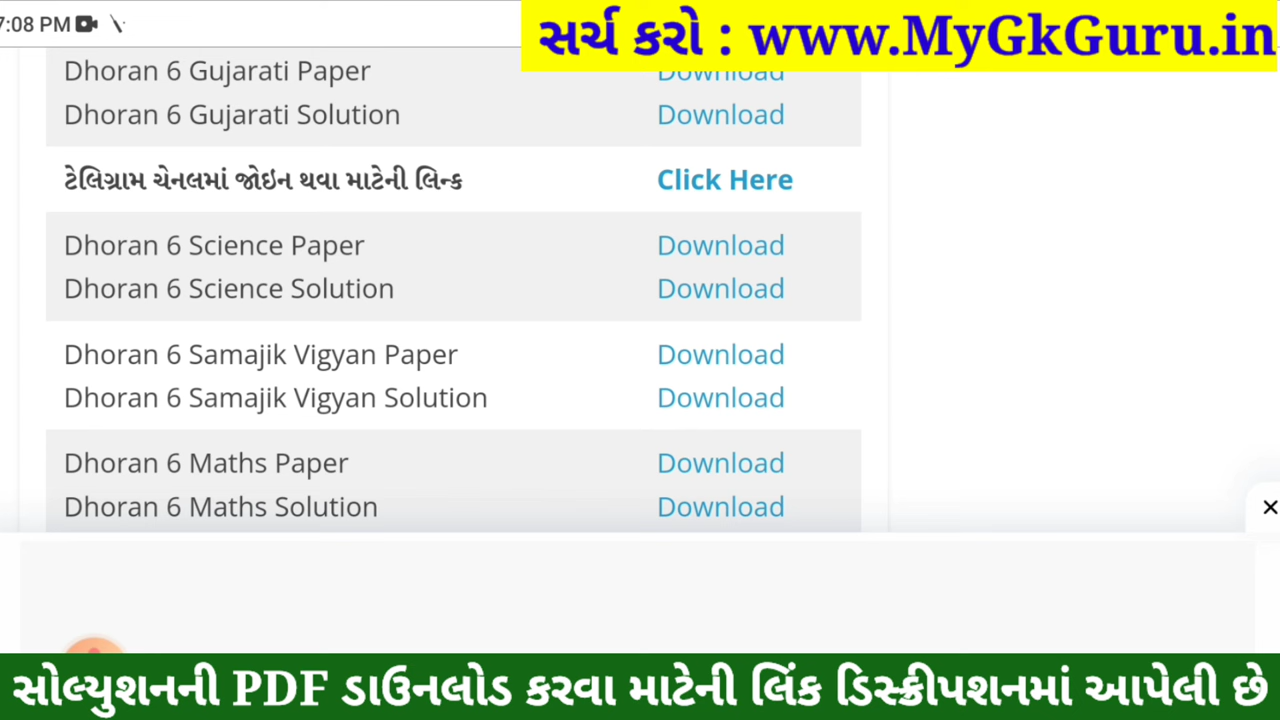 7:08 PM
સર્ચ કરો : www.MyGkGuru.in
Dhoran 6 Gujarati Paper Download
Dhoran 6 Gujarati Solution Download
ટેલિગ્રામ ચેનલમાં જોઇન થવા માટેની લિન્ક Click Here
Dhoran 6 Science Paper Download
Dhoran 6 Science Solution Download
Dhoran 6 Samajik Vigyan Paper Download
Dhoran 6 Samajik Vigyan Solution Download
Dhoran 6 Maths Paper Download
Dhoran 6 Maths Solution Download
સોલ્યુશનની PDF ડાઉનલોડ કરવા માટેની લિંક ડિસ્ક્રીપશનમાં આપેલી છે